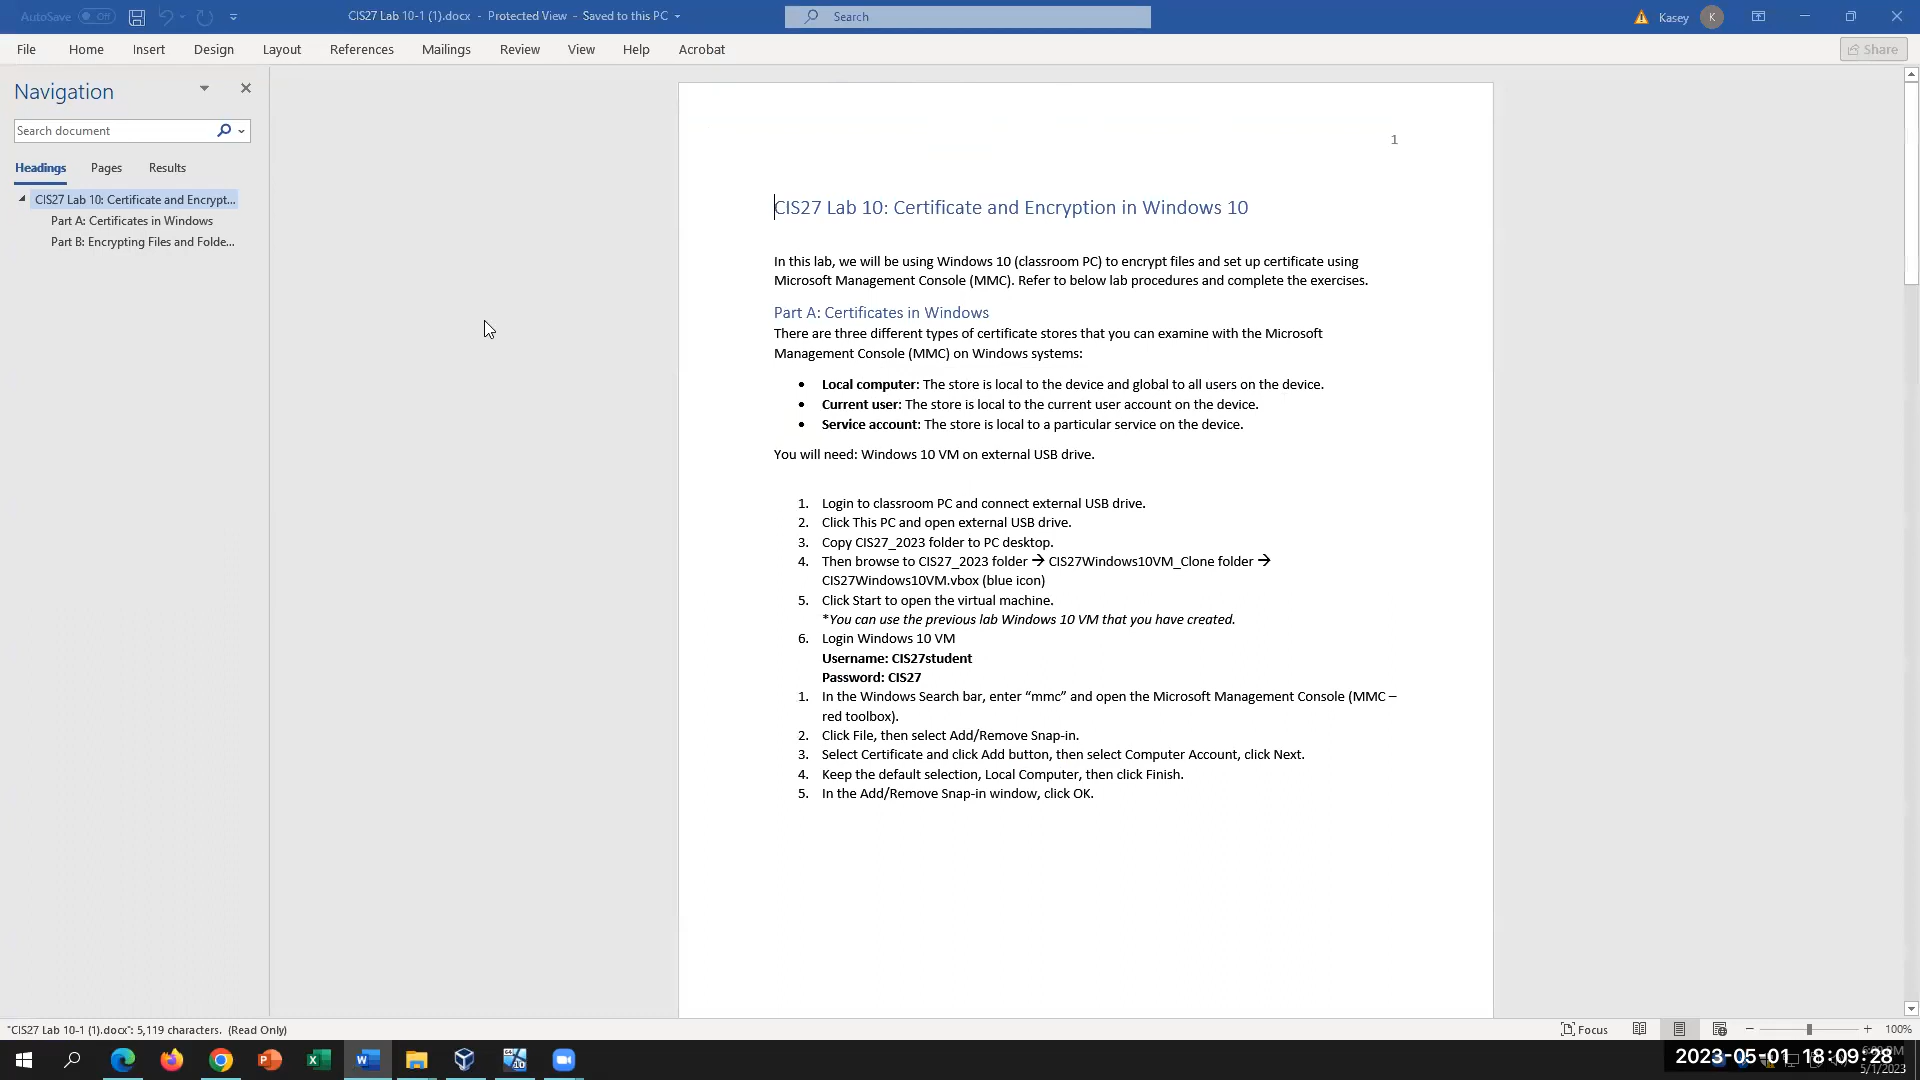 AutoSave Off
CIS27 Lab 10-1 (1).docx - Protected View - Saved to this PC
Search
Kasey K
File Home Insert Design Layout References Mailings Review View Help Acrobat Share
Navigation
Search document
Headings Pages Results
CIS27 Lab 10: Certificate and Encrypt...
Part A: Certificates in Windows
Part B: Encrypting Files and Folde...
1
CIS27 Lab 10: Certificate and Encryption in Windows 10
In this lab, we will be using Windows 10 (classroom PC) to encrypt files and set up certificate using
Microsoft Management Console (MMC). Refer to below lab procedures and complete the exercises.
Part A: Certificates in Windows
There are three different types of certificate stores that you can examine with the Microsoft
Management Console (MMC) on Windows systems:
• Local computer: The store is local to the device and global to all users on the device.
• Current user: The store is local to the current user account on the device.
• Service account: The store is local to a particular service on the device.
You will need: Windows 10 VM on external USB drive.
1. Login to classroom PC and connect external USB drive.
2. Click This PC and open external USB drive.
3. Copy CIS27_2023 folder to PC desktop.
4. Then browse to CIS27_2023 folder → CIS27Windows10VM_Clone folder →
CIS27Windows10VM.vbox (blue icon)
5. Click Start to open the virtual machine.
*You can use the previous lab Windows 10 VM that you have created.
6. Login Windows 10 VM
Username: CIS27student
Password: CIS27
1. In the Windows Search bar, enter “mmc” and open the Microsoft Management Console (MMC –
red toolbox).
2. Click File, then select Add/Remove Snap-in.
3. Select Certificate and click Add button, then select Computer Account, click Next.
4. Keep the default selection, Local Computer, then click Finish.
5. In the Add/Remove Snap-in window, click OK.
"CIS27 Lab 10-1 (1).docx": 5,119 characters. (Read Only)
Focus
100%
2023-05-01 18:09:28
5/1/2023